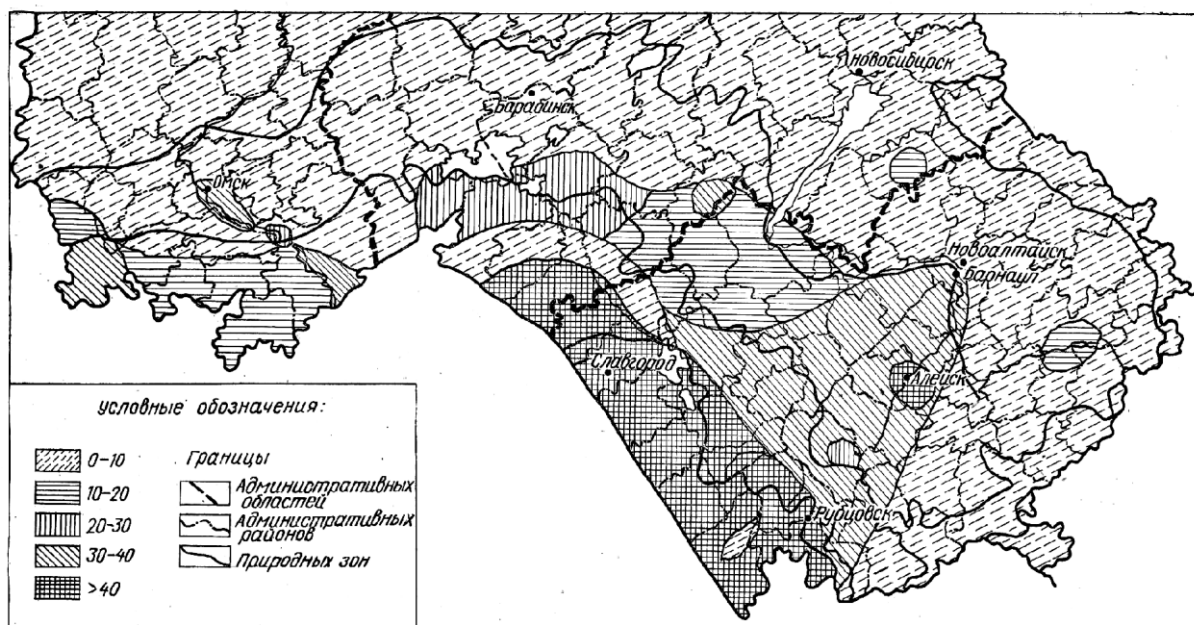 Новосибирск
Барабинск
Омск
Новоалтайск
Барнаул
Славгород
Алейск
Рубцовск
Условные обозначения:
0-10
10-20
20-30
30-40
>40
Границы
Административных
областей
Административных
районов
Природных зон